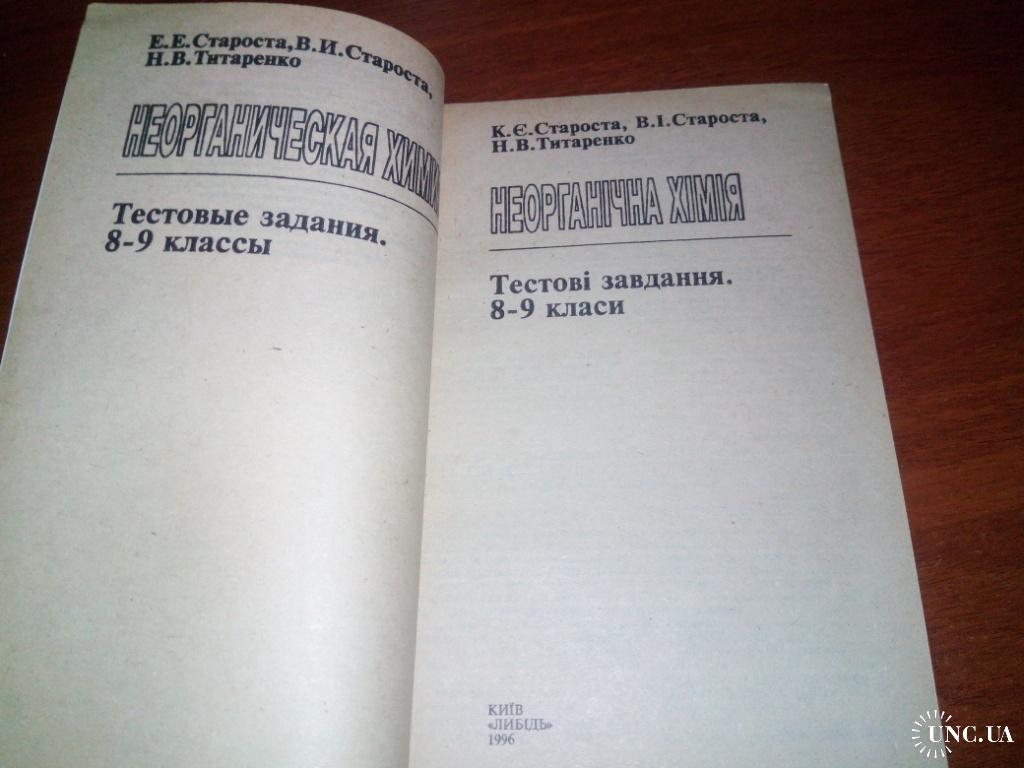 Е.Е.Староста,В.И.Староста,
Н.В.Титаренко
НЕОРГАНИЧЕСКАЯ ХИМИЯ
Тестовые задания.
8-9 классы
К.Є.Староста, В.І.Староста,
Н.В.Титаренко
НЕОРГАНІЧНА ХІМІЯ
Тестові завдання.
8-9 класи
КИЇВ
«ЛИБІДЬ»
1996
UNC.UA